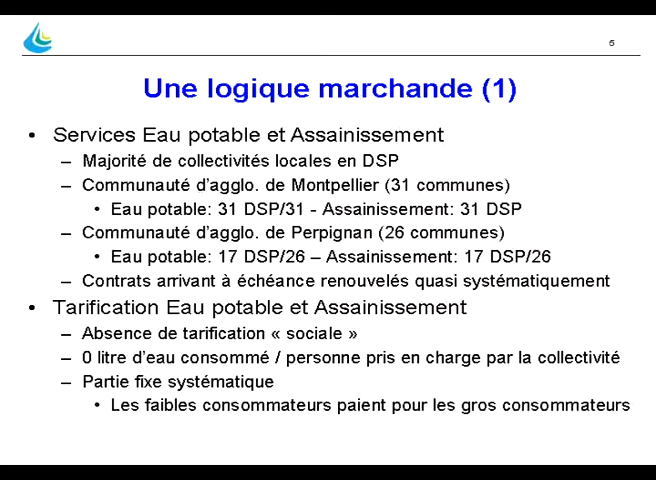 5
Une logique marchande (1)
• Services Eau potable et Assainissement
– Majorité de collectivités locales en DSP
– Communauté d'agglo. de Montpellier (31 communes)
• Eau potable: 31 DSP/31 - Assainissement: 31 DSP
– Communauté d'agglo. de Perpignan (26 communes)
• Eau potable: 17 DSP/26 – Assainissement: 17 DSP/26
– Contrats arrivant à échéance renouvelés quasi systématiquement
• Tarification Eau potable et Assainissement
– Absence de tarification « sociale »
– 0 litre d'eau consommé / personne pris en charge par la collectivité
– Partie fixe systématique
• Les faibles consommateurs paient pour les gros consommateurs